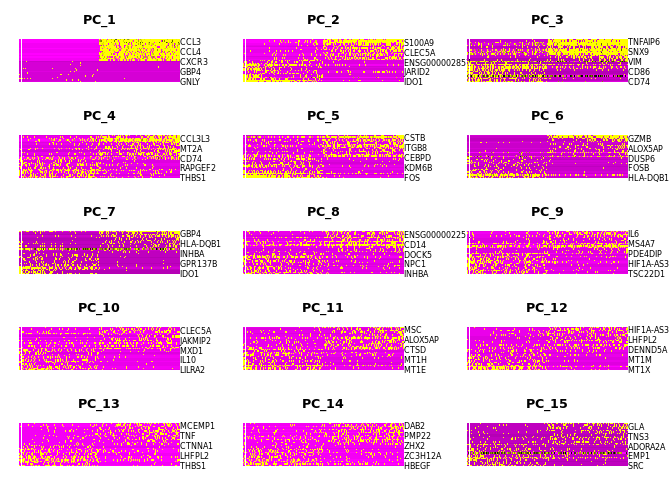 PC_1
CCL3
CCL4
CXCR3
GBP4
GNLY
PC_2
S100A9
CLEC5A
ENSG00000285
JARID2
IDO1
PC_3
TNFAIP6
SNX9
VIM
CD86
CD74
PC_4
CCL3L3
MT2A
CD74
RAPGEF2
THBS1
PC_5
CSTB
ITGB8
CEBPD
KDM6B
FOS
PC_6
GZMB
ALOX5AP
DUSP6
FOSB
HLA-DQB1
PC_7
GBP4
HLA-DQB1
INHBA
GPR137B
IDO1
PC_8
ENSG00000225
CD14
DOCK5
NPC1
INHBA
PC_9
IL6
MS4A7
PDE4DIP
HIF1A-AS3
TSC22D1
PC_10
CLEC5A
JAKMIP2
MXD1
IL10
LILRA2
PC_11
MSC
ALOX5AP
CTSD
MT1H
MT1E
PC_12
HIF1A-AS3
LHFPL2
DENND5A
MT1M
MT1X
PC_13
MCEMP1
TNF
CTNNA1
LHFPL2
THBS1
PC_14
DAB2
PMP22
ZHX2
ZC3H12A
HBEGF
PC_15
GLA
TNS3
ADORA2A
EMP1
SRC